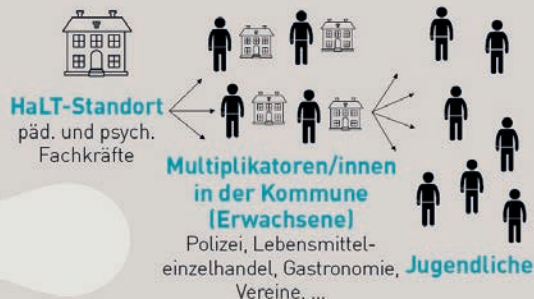 HaLT-Standort
päd. und psych.
Fachkräfte
Multiplikatoren/innen
in der Kommune
(Erwachsene)
Polizei, Lebensmittel-
einzelhandel, Gastronomie,
Vereine, ...
Jugendliche